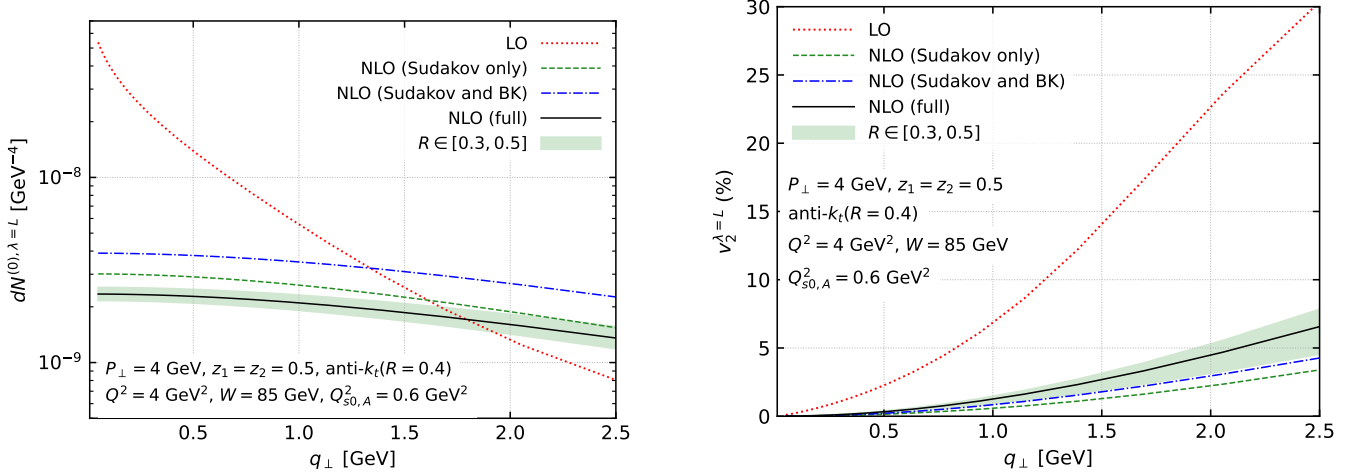 LO
NLO (Sudakov only)
NLO (Sudakov and BK)
NLO (full)
R ∈ [0.3, 0.5]
10⁻⁸
10⁻⁹
dN⁽⁰⁾,λ=L [GeV⁻⁴]
P⊥ = 4 GeV, z₁ = z₂ = 0.5, anti-kₜ(R = 0.4)
Q² = 4 GeV², W = 85 GeV, Q²ₛ₀,A = 0.6 GeV²
0.5 1.0 1.5 2.0 2.5
q⊥ [GeV]
30
25
20
15
10
5
0
v₂^λ=L (%)
LO
NLO (Sudakov only)
NLO (Sudakov and BK)
NLO (full)
R ∈ [0.3, 0.5]
P⊥ = 4 GeV, z₁ = z₂ = 0.5
anti-kₜ(R = 0.4)
Q² = 4 GeV², W = 85 GeV
Q²ₛ₀,A = 0.6 GeV²
0.5 1.0 1.5 2.0 2.5
q⊥ [GeV]